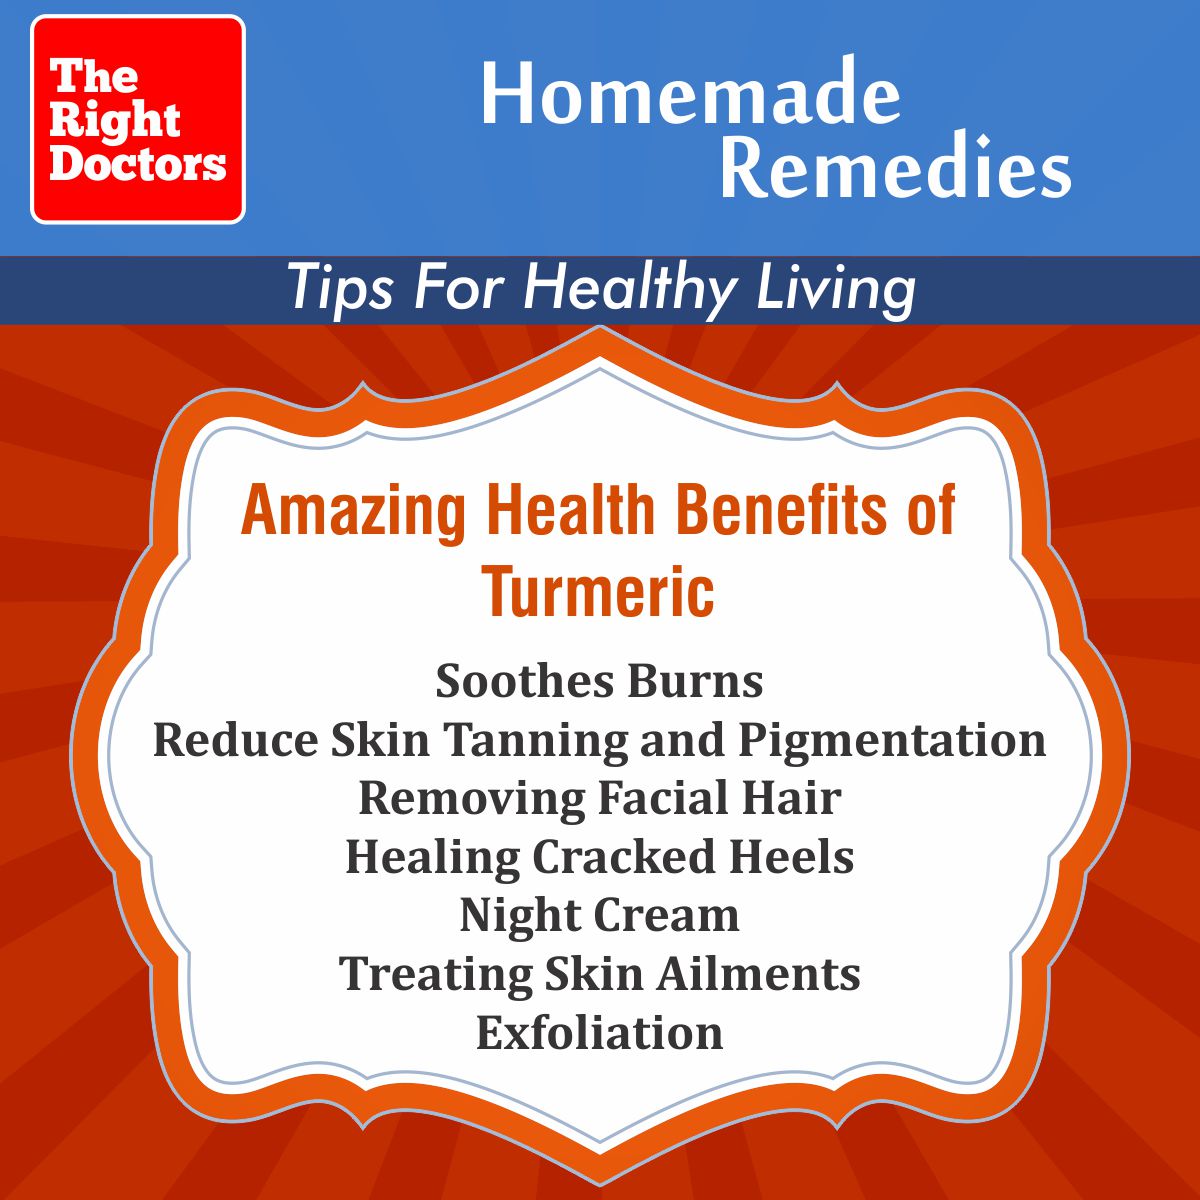 The
Right
Doctors
Homemade
Remedies
Tips For Healthy Living
Amazing Health Benefits of
Turmeric
Soothes Burns
Reduce Skin Tanning and Pigmentation
Removing Facial Hair
Healing Cracked Heels
Night Cream
Treating Skin Ailments
Exfoliation